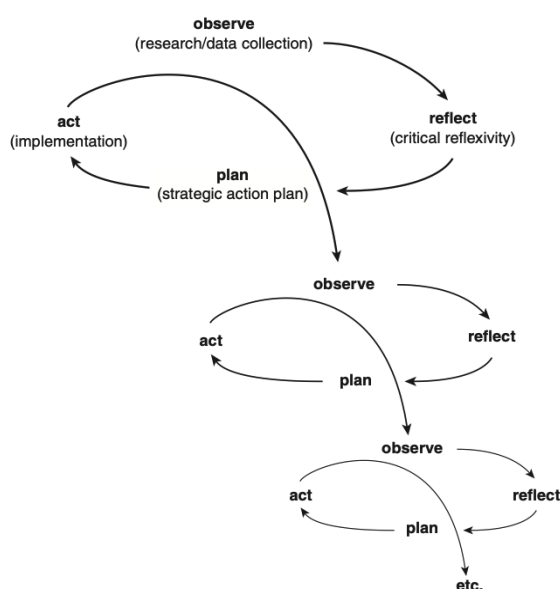 observe
(research/data collection)
reflect
(critical reflexivity)
act
(implementation)
plan
(strategic action plan)
observe
reflect
act
plan
observe
reflect
act
plan
etc.